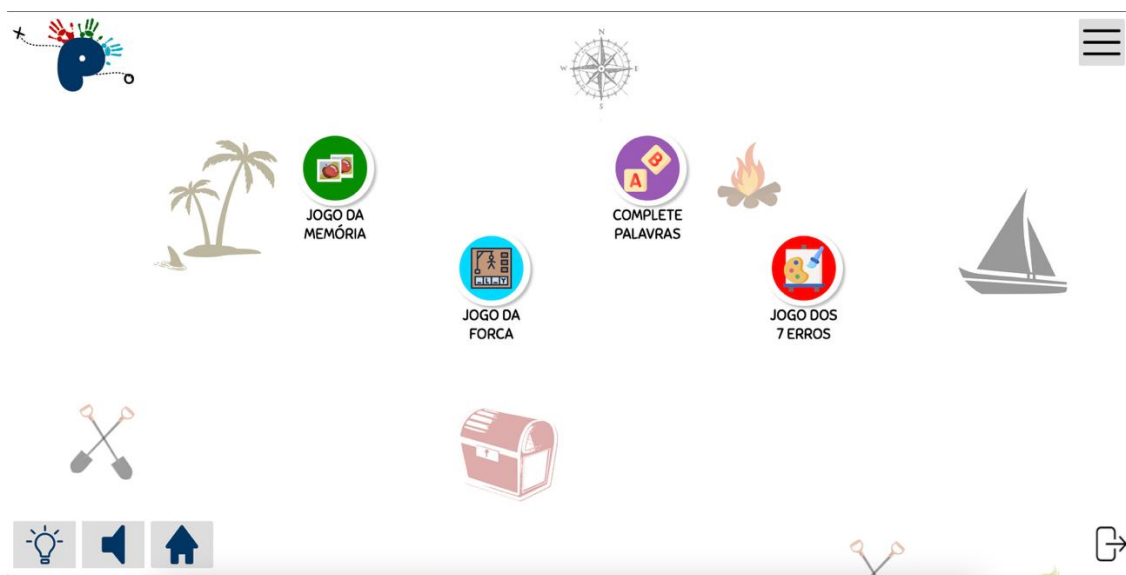 P
N
W E
S
JOGO DA
MEMÓRIA
COMPLETE
PALAVRAS
B
A
JOGO DA
FORCA
JOGO DOS
7 ERROS